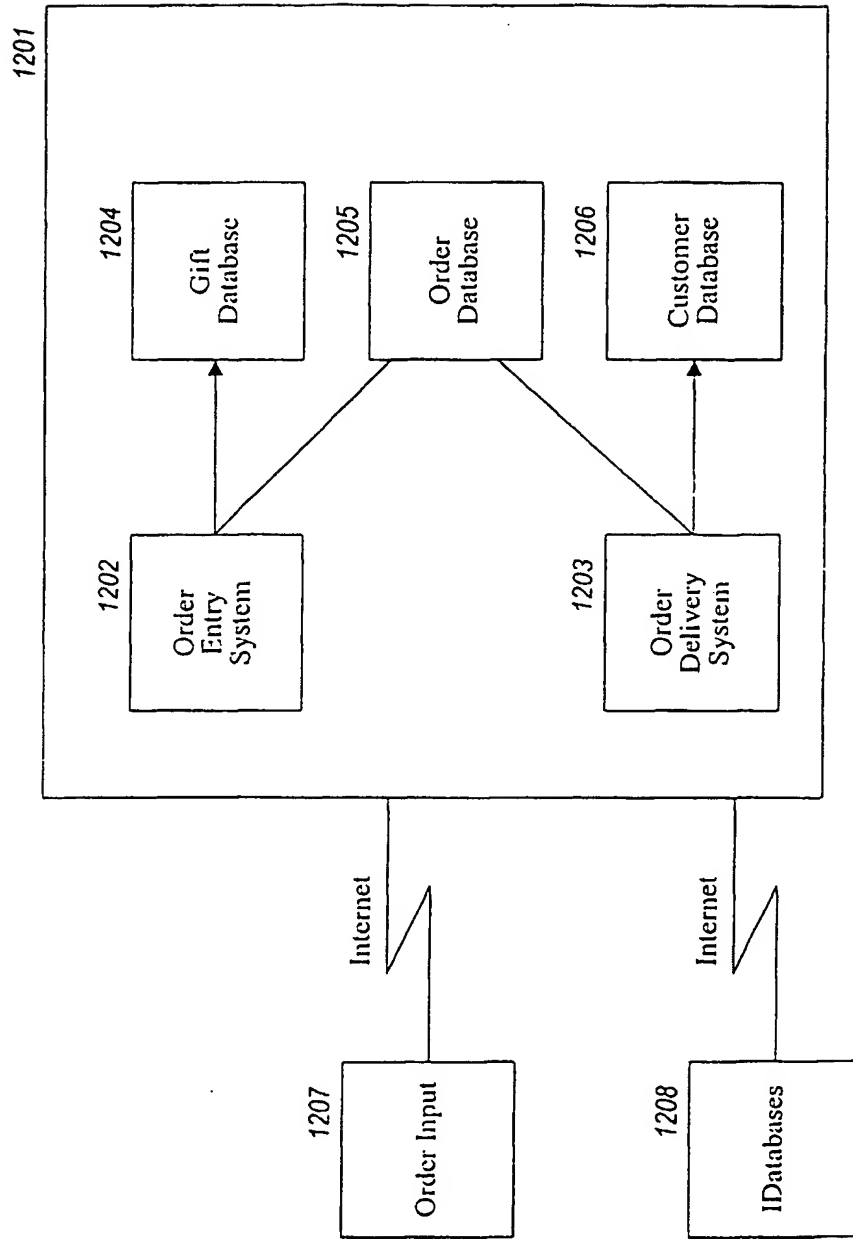 1201
1202
Order
Entry
System
1204
Gift
Database
1205
Order
Database
1203
Order
Delivery
System
1206
Customer
Database
Internet
1207
Order Input
Internet
1208
IDatabases